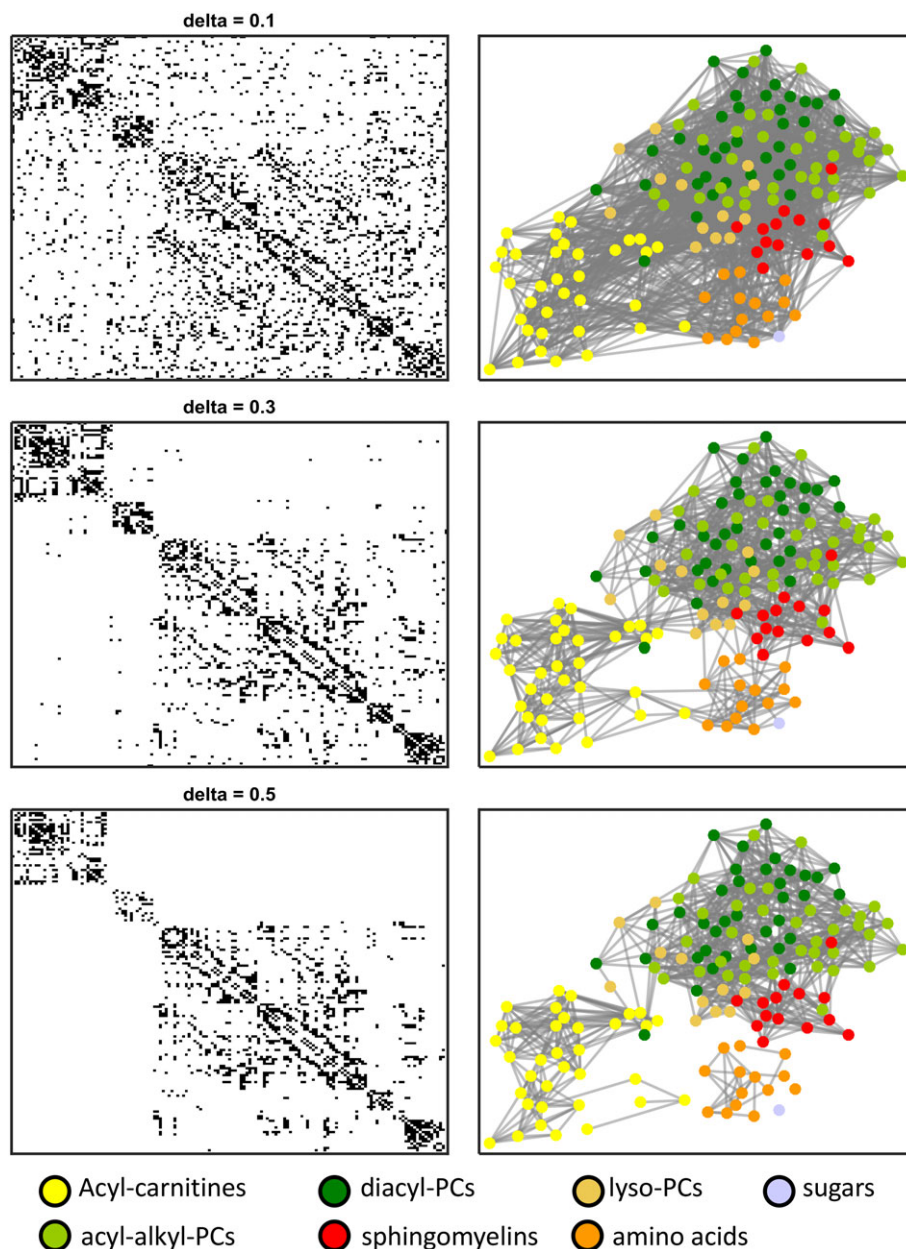 delta = 0.1
delta = 0.3
delta = 0.5
Acyl-carnitines diacyl-PCs lyso-PCs sugars
acyl-alkyl-PCs sphingomyelins amino acids